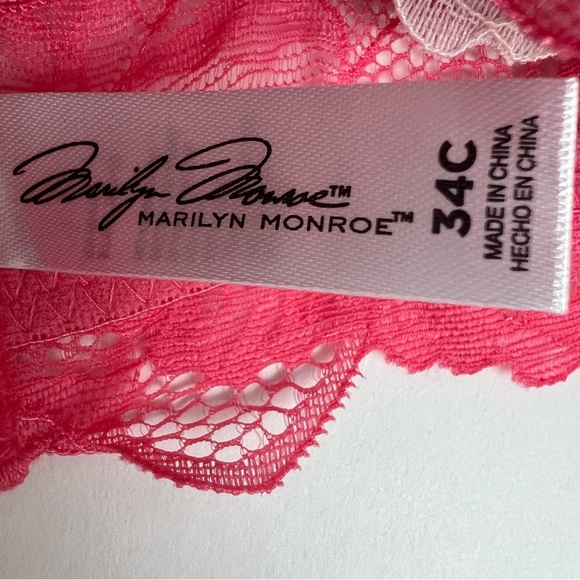 Marilyn Monroe™
MARILYN MONROE™
34C
MADE IN CHINA
HECHO EN CHINA